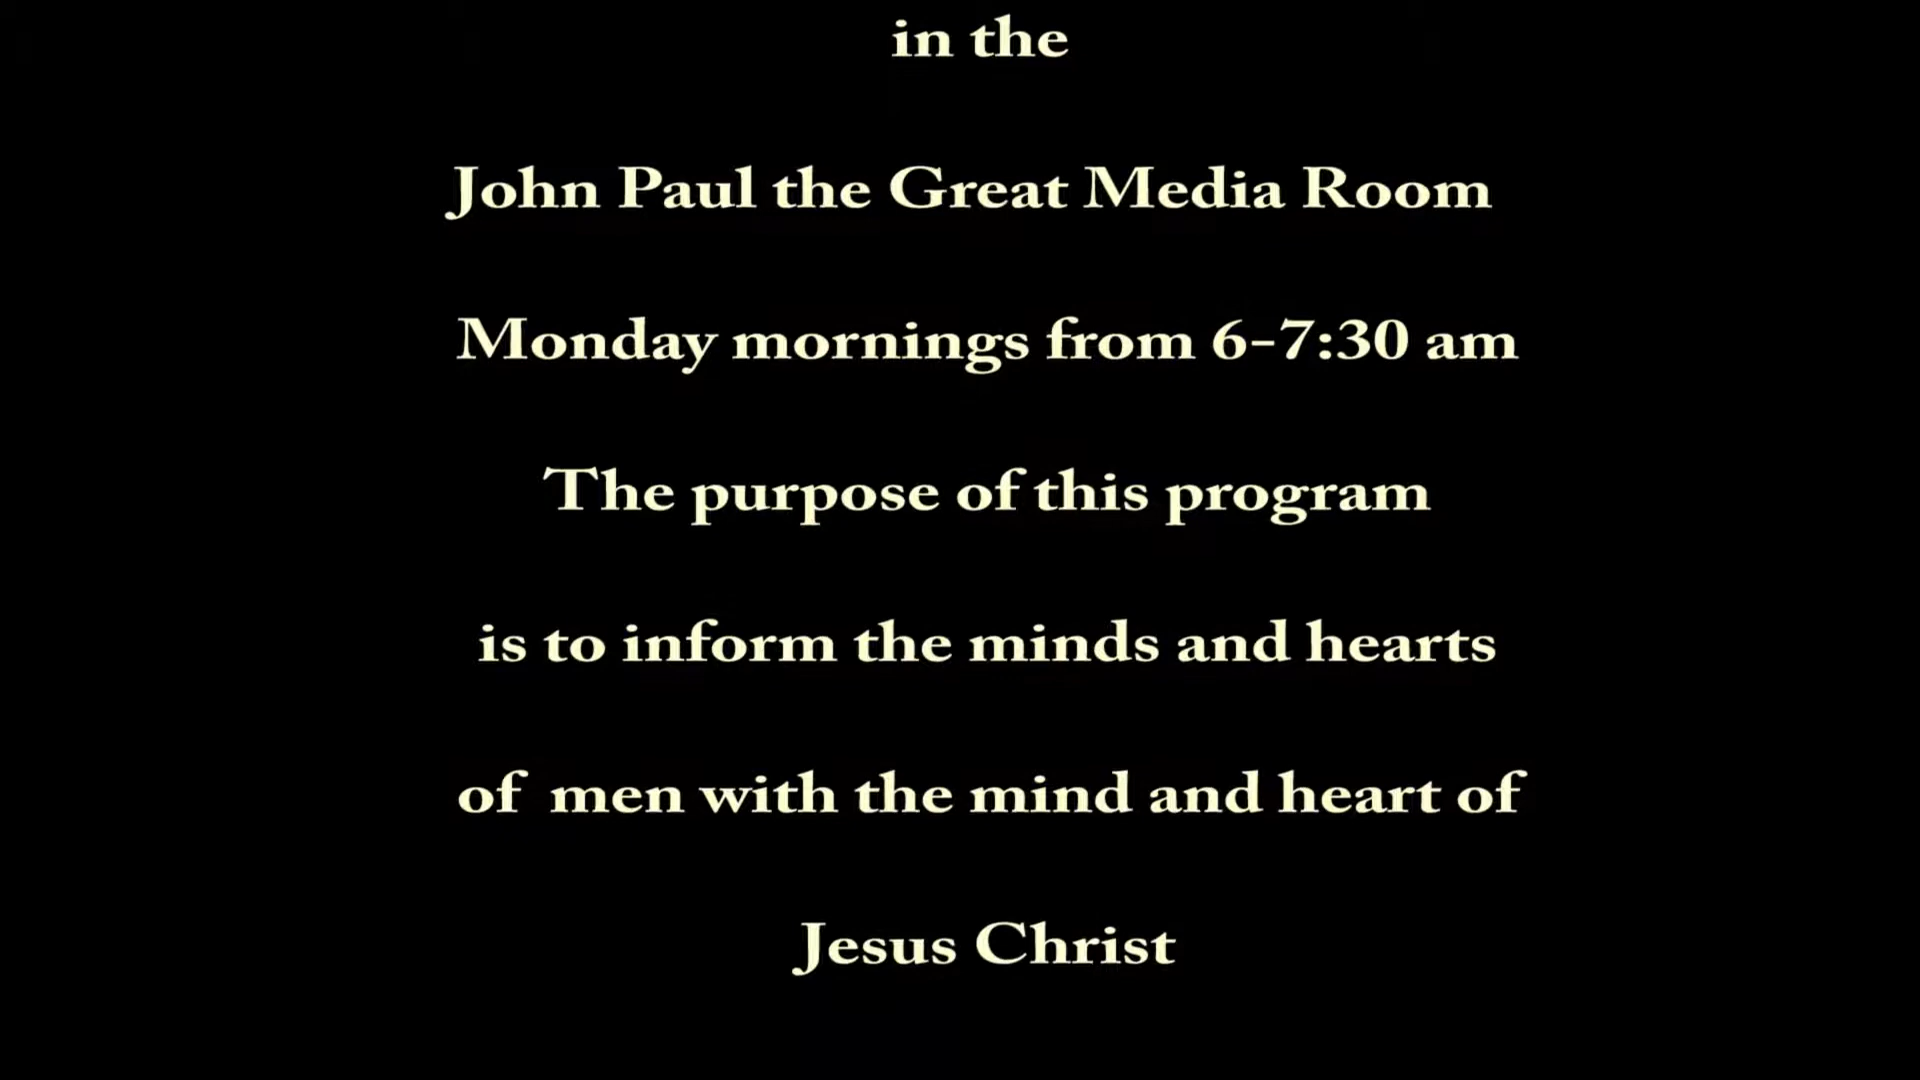 in the
John Paul the Great Media Room
Monday mornings from 6-7:30 am
The purpose of this program
is to inform the minds and hearts
of men with the mind and heart of
Jesus Christ